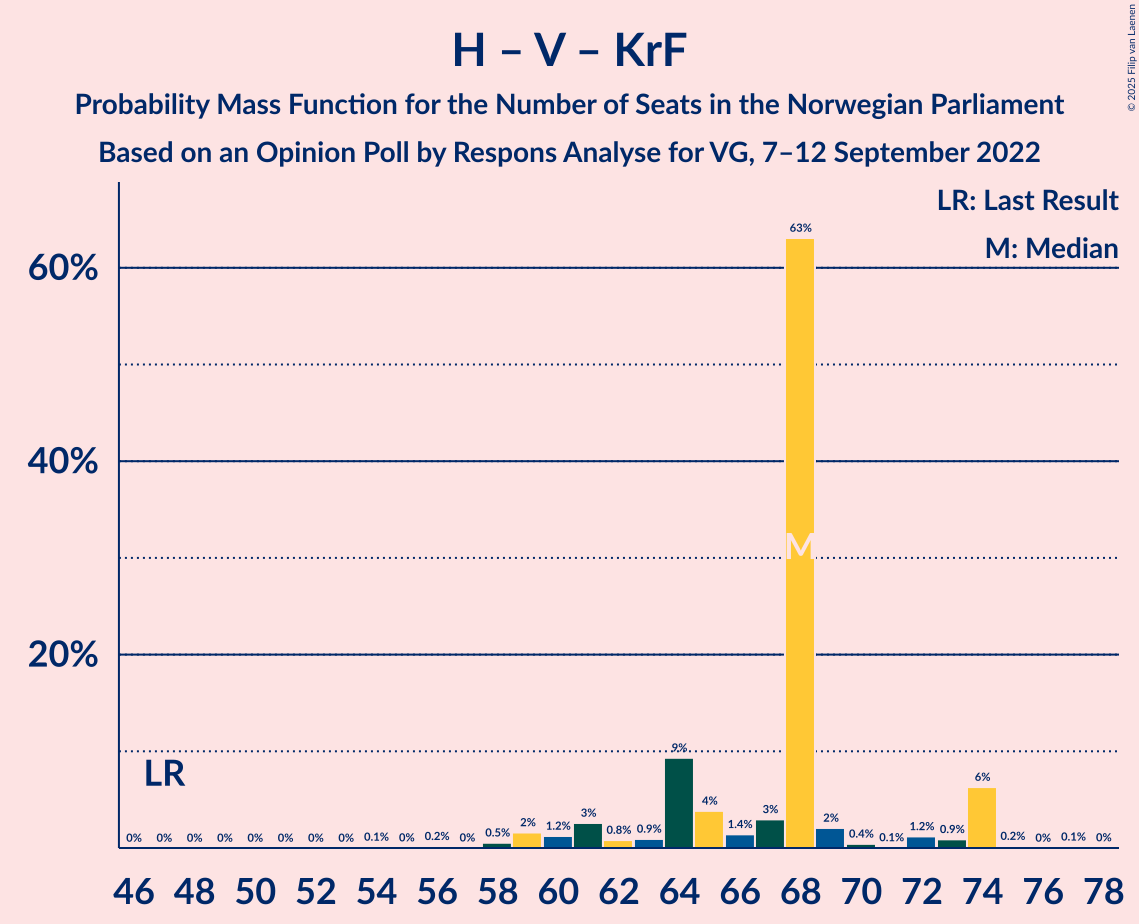 H – V – KrF
Probability Mass Function for the Number of Seats in the Norwegian Parliament
Based on an Opinion Poll by Respons Analyse for VG, 7–12 September 2022
© 2025 Filip van Laenen
LR: Last Result
M: Median
60%
40%
20%
LR
M
0% 0% 0% 0% 0% 0% 0% 0% 0.1% 0% 0.2% 0% 0.5% 2% 1.2% 3% 0.8% 0.9% 9% 4% 1.4% 3% 63% 2% 0.4% 0.1% 1.2% 0.9% 6% 0.2% 0% 0.1% 0%
46 48 50 52 54 56 58 60 62 64 66 68 70 72 74 76 78